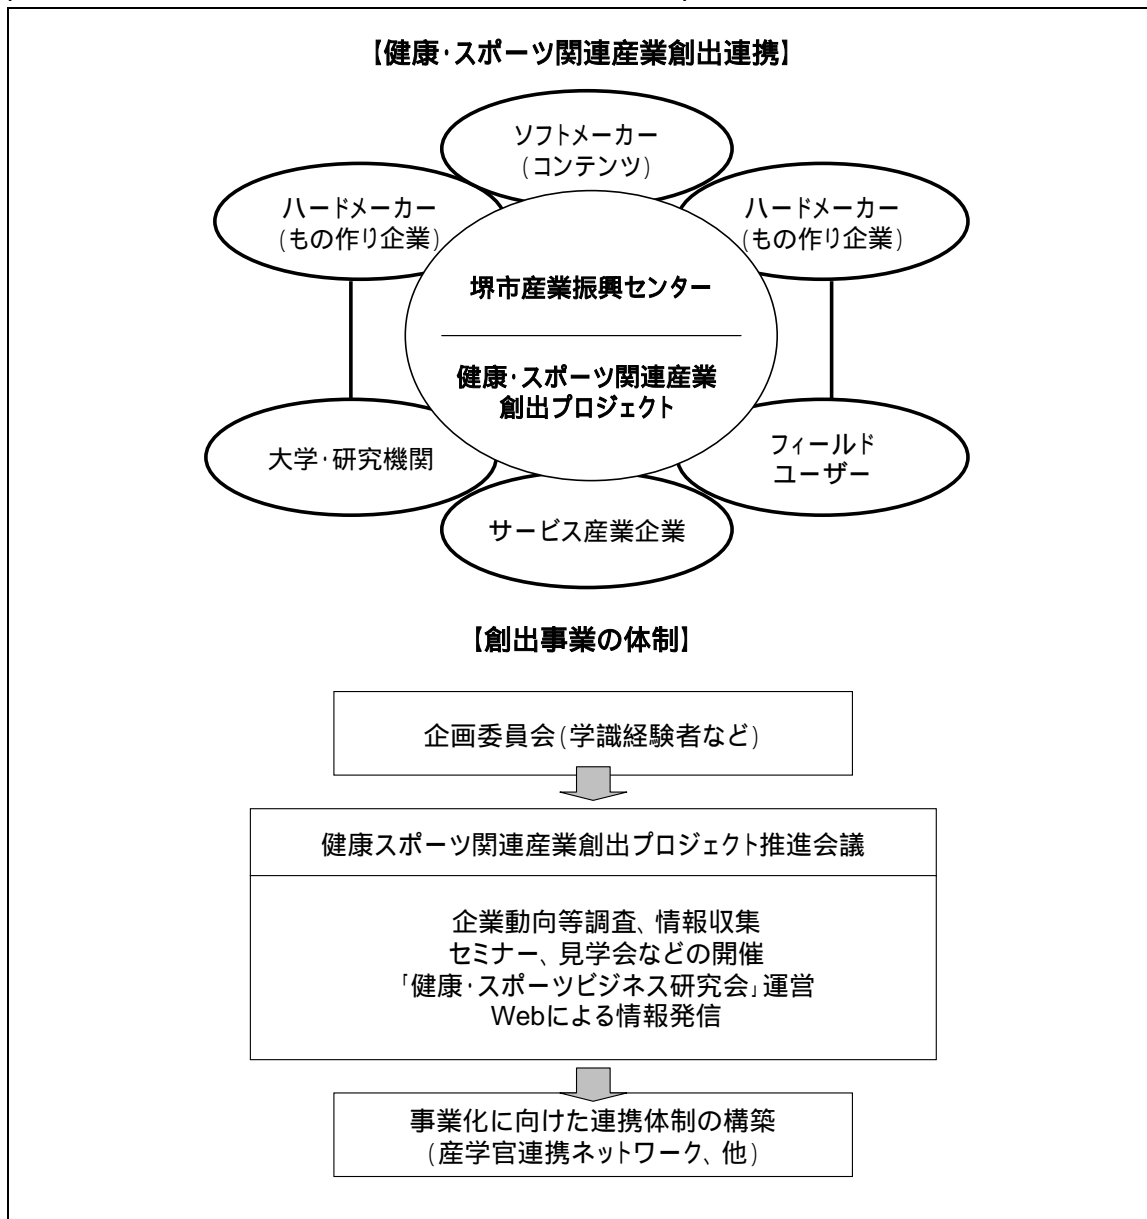 【健康・スポーツ関連産業創出連携】
ソフトメーカー
(コンテンツ)
ハードメーカー
(もの作り企業)
ハードメーカー
(もの作り企業)
堺市産業振興センター
健康・スポーツ関連産業
創出プロジェクト
大学・研究機関
フィールド
ユーザー
サービス産業企業
【創出事業の体制】
企画委員会(学識経験者など)
健康スポーツ関連産業創出プロジェクト推進会議
企業動向等調査、情報収集
セミナー、見学会などの開催
「健康・スポーツビジネス研究会」運営
Webによる情報発信
事業化に向けた連携体制の構築
(産学官連携ネットワーク、他)